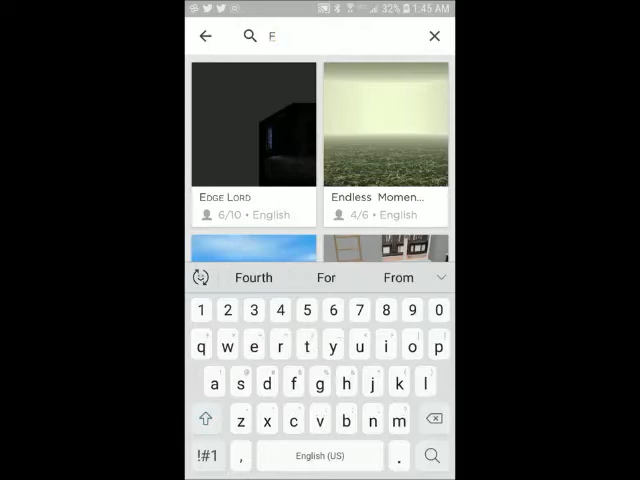 32% 1:45 AM
E
EDGE LORD
Endless Momen...
6/10 • English
4/6 • English
Fourth For From
1 2 3 4 5 6 7 8 9 0
q w e r t y u i o p
a s d f g h j k l
z x c v b n m
!#1 , English (US) .